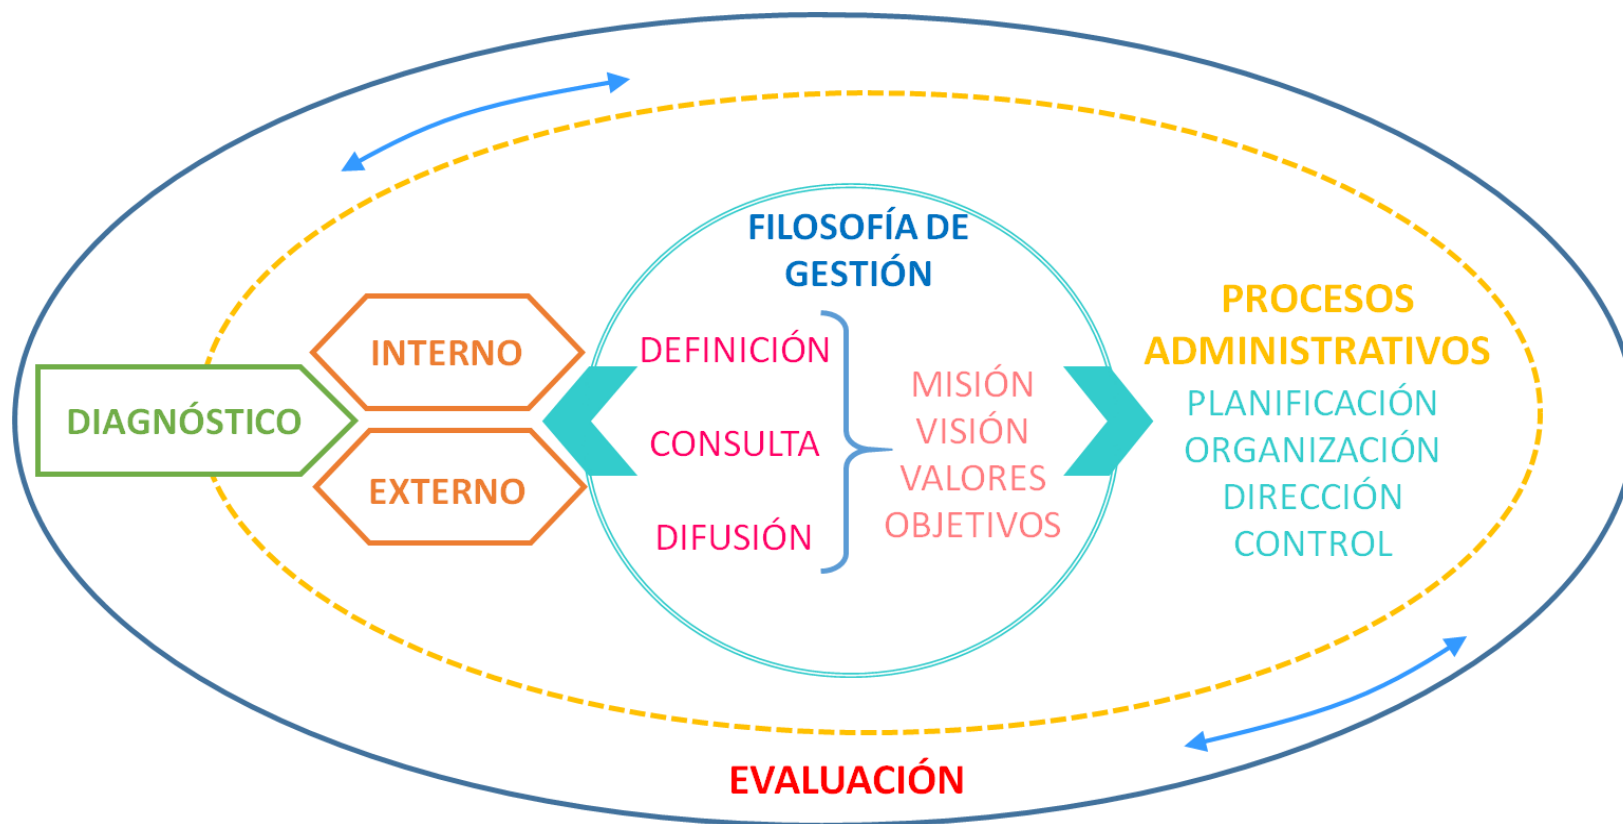 DIAGNÓSTICO
INTERNO
EXTERNO
FILOSOFÍA DE
GESTIÓN
DEFINICIÓN
CONSULTA
DIFUSIÓN
MISIÓN
VISIÓN
VALORES
OBJETIVOS
PROCESOS
ADMINISTRATIVOS
PLANIFICACIÓN
ORGANIZACIÓN
DIRECCIÓN
CONTROL
EVALUACIÓN